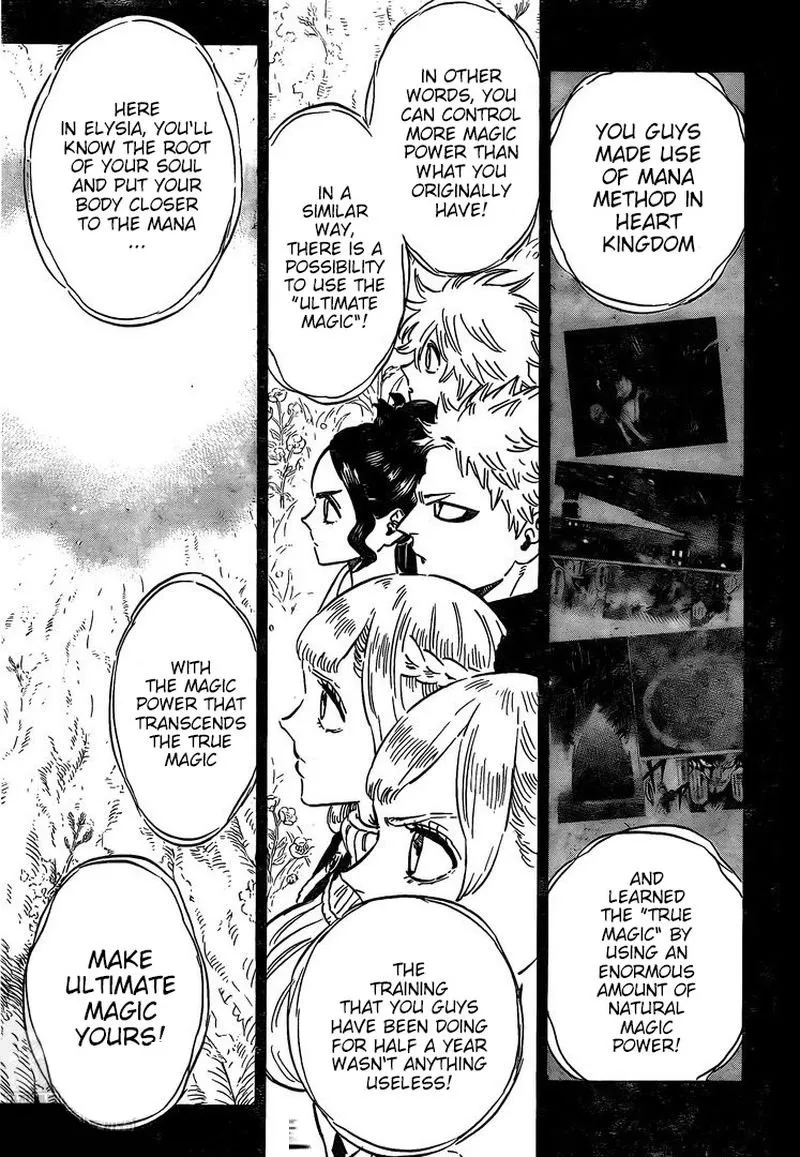 YOU GUYS
MADE USE
OF MANA
METHOD IN
HEART
KINGDOM
AND
LEARNED
THE "TRUE
MAGIC" BY
USING AN
ENORMOUS
AMOUNT OF
NATURAL
MAGIC
POWER!
IN OTHER
WORDS, YOU
CAN CONTROL
MORE MAGIC
POWER THAN
WHAT YOU
ORIGINALLY
HAVE!
IN A
SIMILAR
WAY,
THERE IS A
POSSIBILITY
TO USE THE
"ULTIMATE
MAGIC"!
THE
TRAINING
THAT YOU GUYS
HAVE BEEN DOING
FOR HALF A YEAR
WASN'T ANYTHING
USELESS!
HERE
IN ELYSIA, YOU'LL
KNOW THE ROOT
OF YOUR SOUL
AND PUT YOUR
BODY CLOSER
TO THE MANA
...
WITH
THE MAGIC
POWER THAT
TRANSCENDS
THE TRUE
MAGIC
MAKE
ULTIMATE
MAGIC
YOURS!